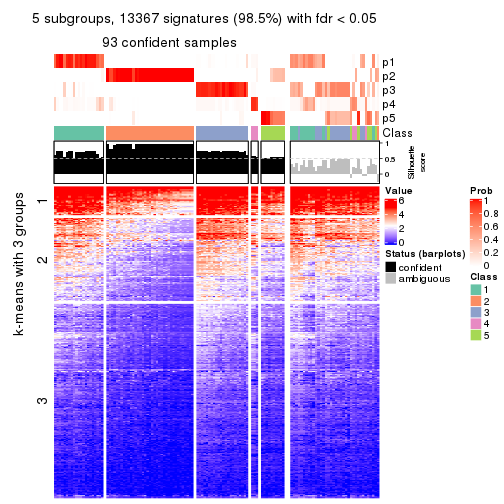 5 subgroups, 13367 signatures (98.5%) with fdr < 0.05
93 confident samples
p1
p2
p3
p4
p5
Class
1
0.5
0
Silhouette
score
k-means with 3 groups
1
2
3
Value
6
4
2
0
Status (barplots)
confident
ambiguous
Prob
1
0.8
0.6
0.4
0.2
0
Class
1
2
3
4
5